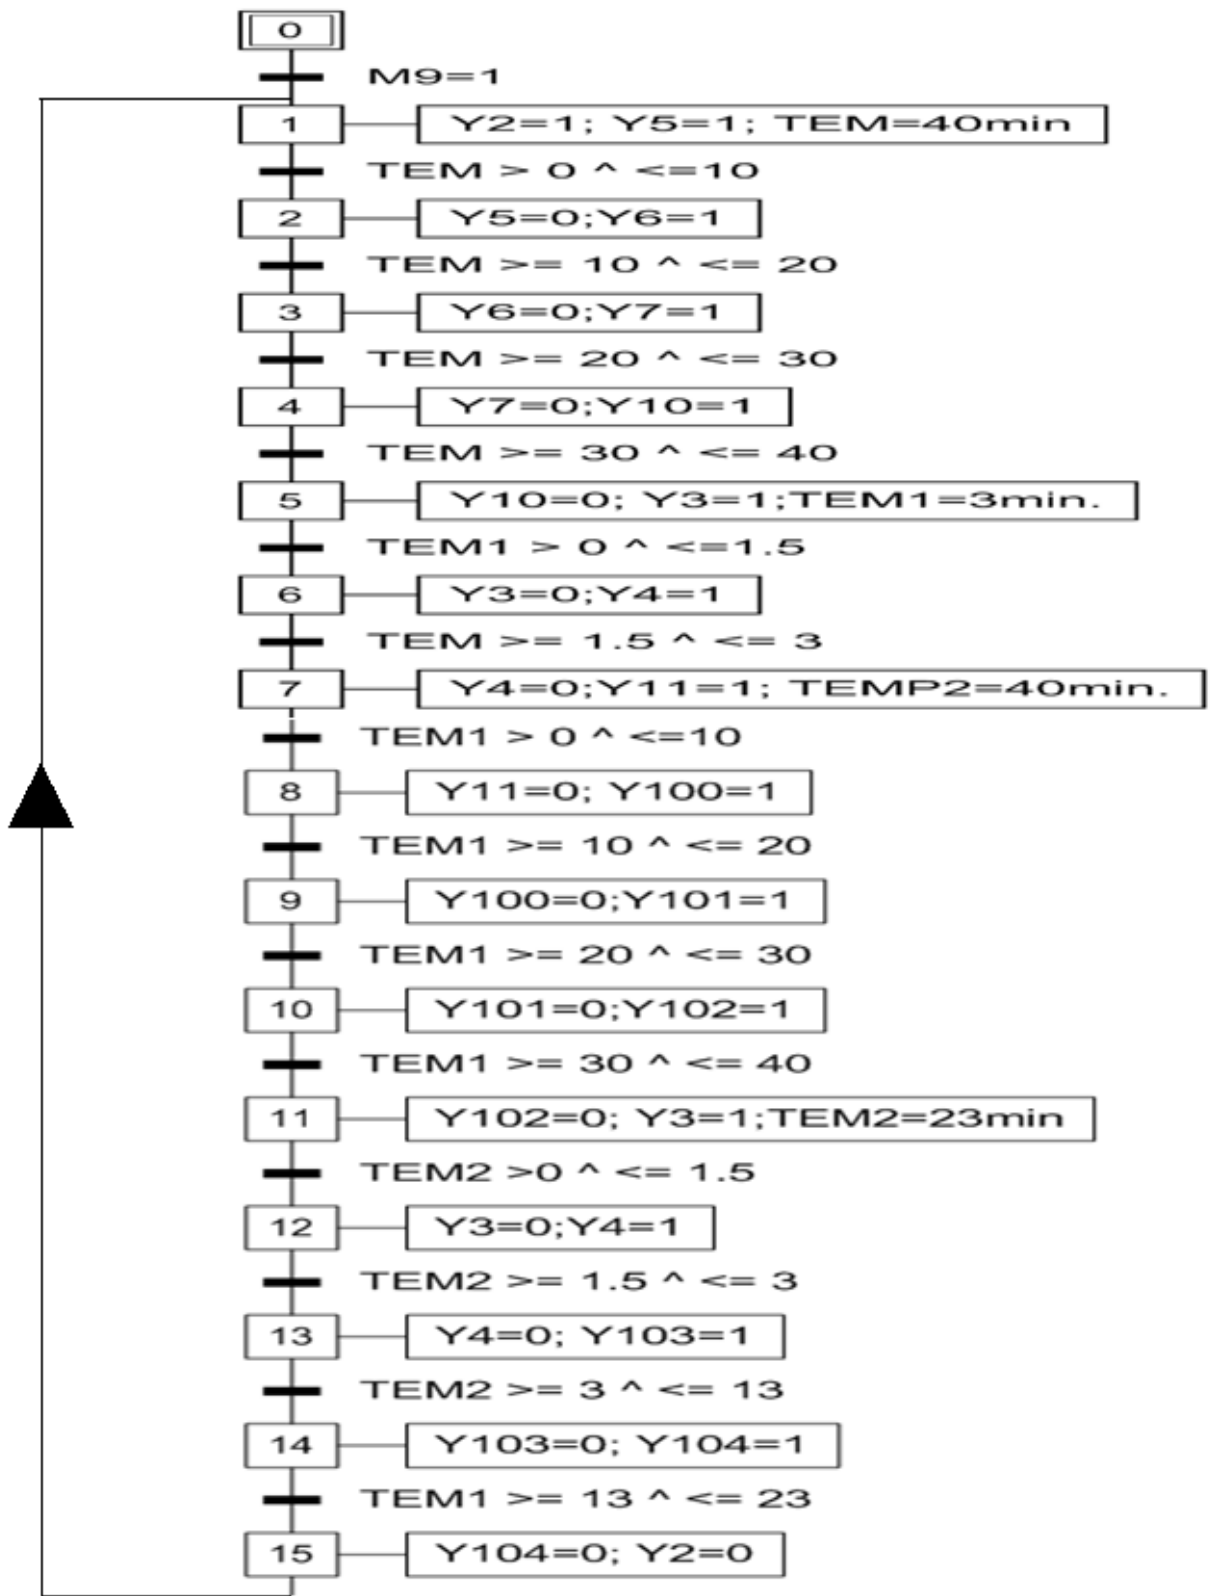 0
M9=1
1 Y2=1; Y5=1; TEM=40min
TEM > 0 ^ <=10
2 Y5=0;Y6=1
TEM >= 10 ^ <= 20
3 Y6=0;Y7=1
TEM >= 20 ^ <= 30
4 Y7=0;Y10=1
TEM >= 30 ^ <= 40
5 Y10=0; Y3=1;TEM1=3min.
TEM1 > 0 ^ <=1.5
6 Y3=0;Y4=1
TEM >= 1.5 ^ <= 3
7 Y4=0;Y11=1; TEMP2=40min.
TEM1 > 0 ^ <=10
8 Y11=0; Y100=1
TEM1 >= 10 ^ <= 20
9 Y100=0;Y101=1
TEM1 >= 20 ^ <= 30
10 Y101=0;Y102=1
TEM1 >= 30 ^ <= 40
11 Y102=0; Y3=1;TEM2=23min
TEM2 >0 ^ <= 1.5
12 Y3=0;Y4=1
TEM2 >= 1.5 ^ <= 3
13 Y4=0; Y103=1
TEM2 >= 3 ^ <= 13
14 Y103=0; Y104=1
TEM1 >= 13 ^ <= 23
15 Y104=0; Y2=0